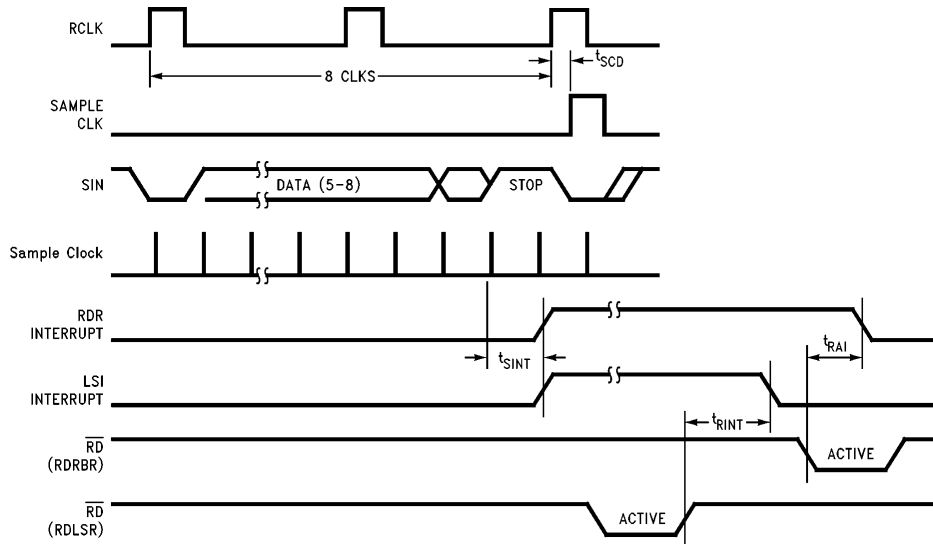 RCLK
8 CLKS
tSCD
SAMPLE
CLK
SIN
DATA (5-8)
STOP
Sample Clock
RDR
INTERRUPT
tSINT
tRAI
LSI
INTERRUPT
tRINT
RD
(RDRBR)
ACTIVE
RD
(RDLSR)
ACTIVE